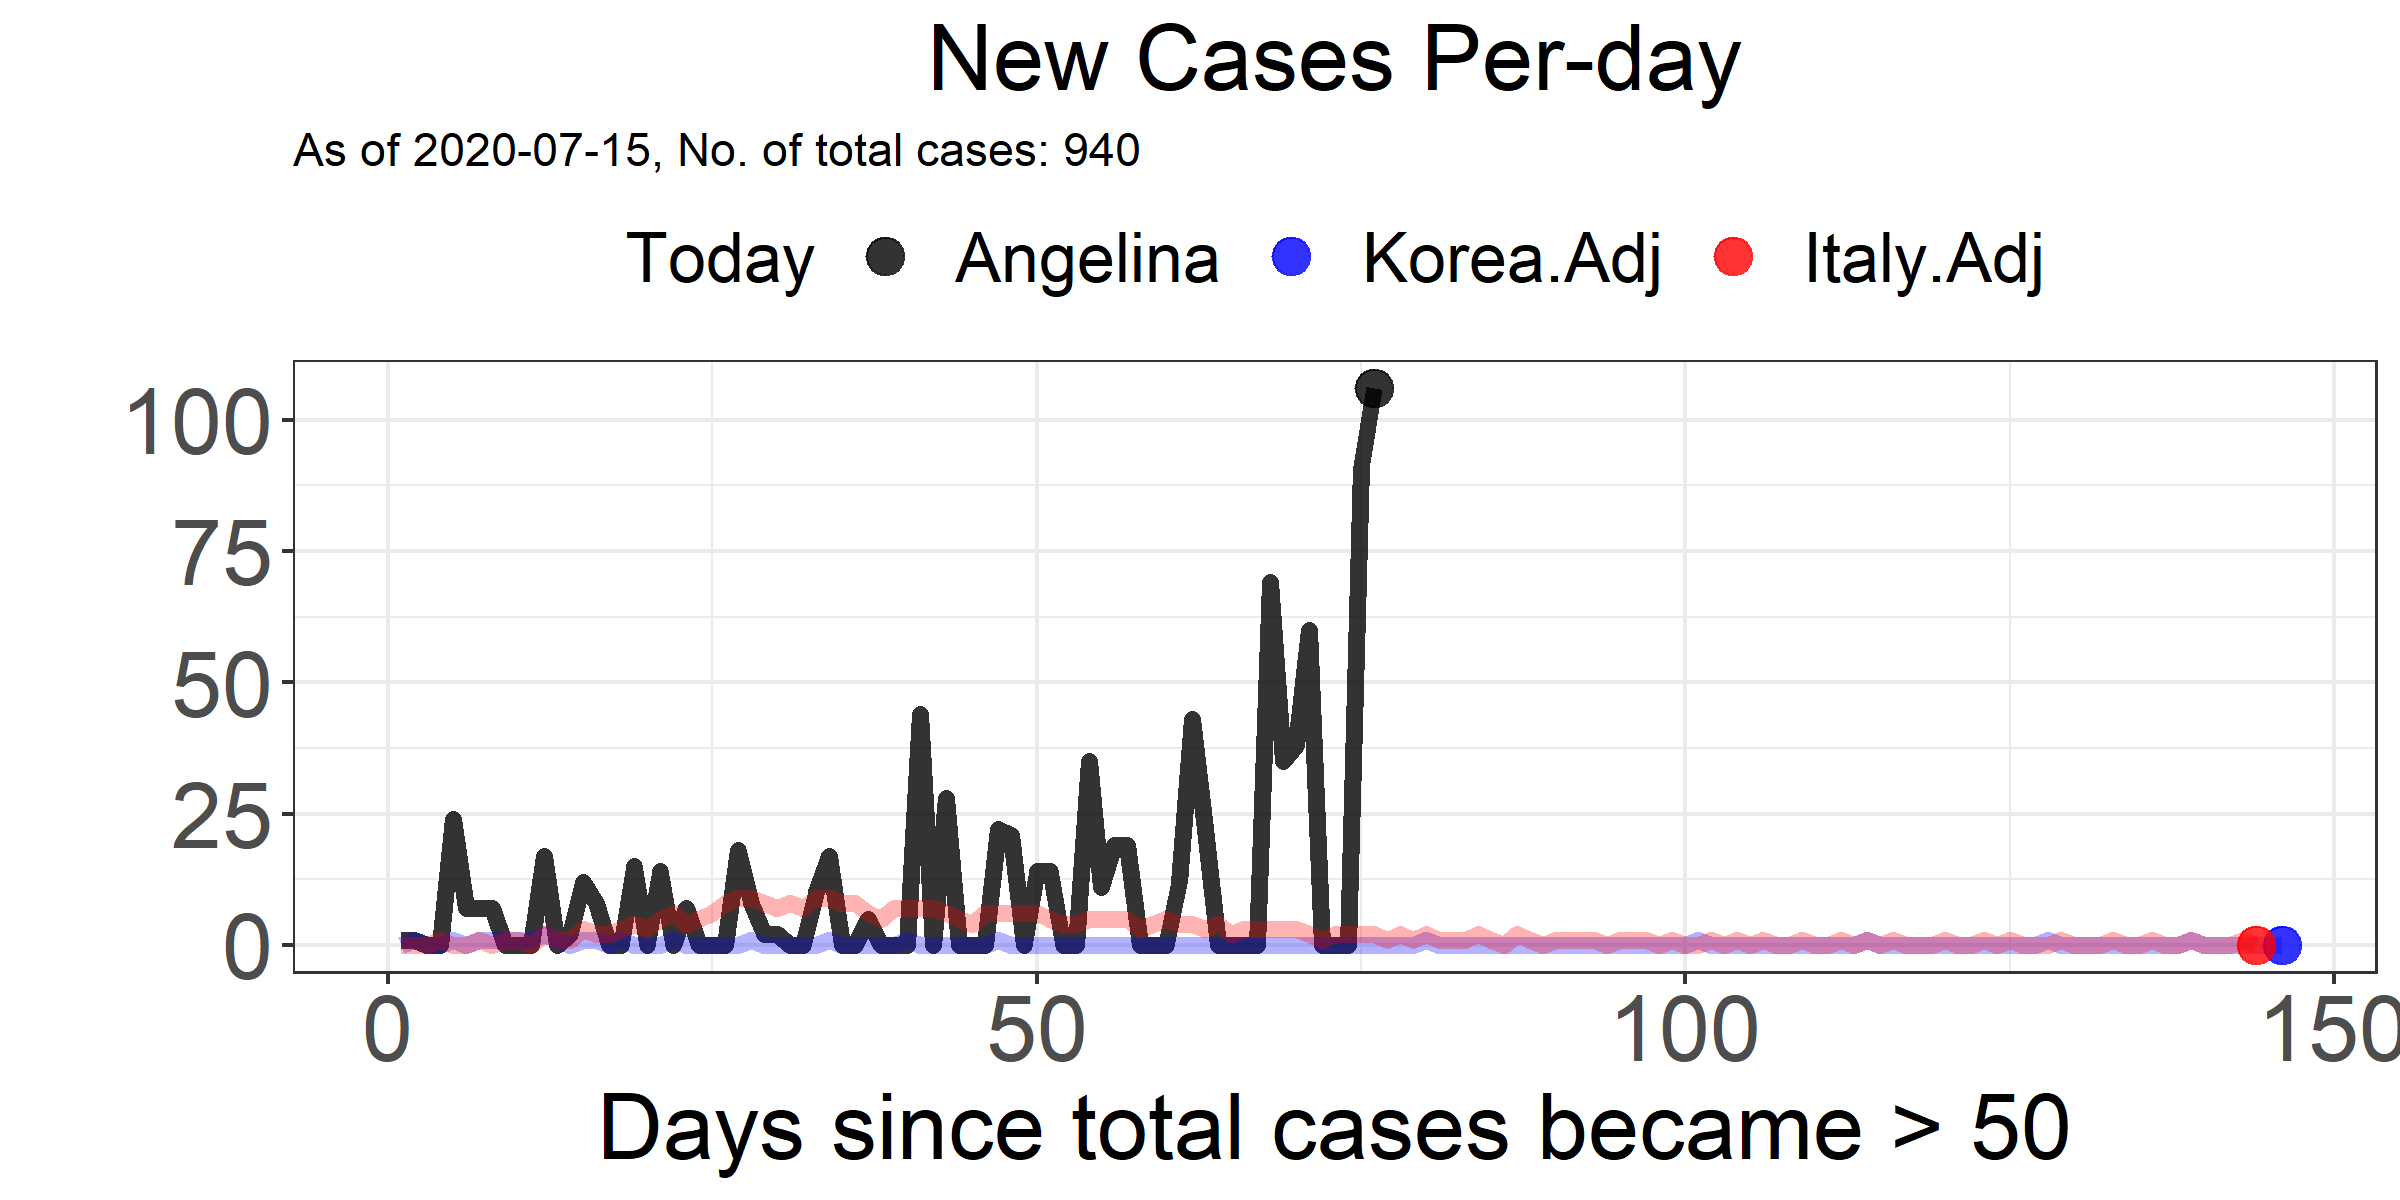 New Cases Per-day
As of 2020-07-15, No. of total cases: 940
Today Angelina Korea.Adj Italy.Adj
100
75
50
25
0
0 50 100 150
Days since total cases became > 50